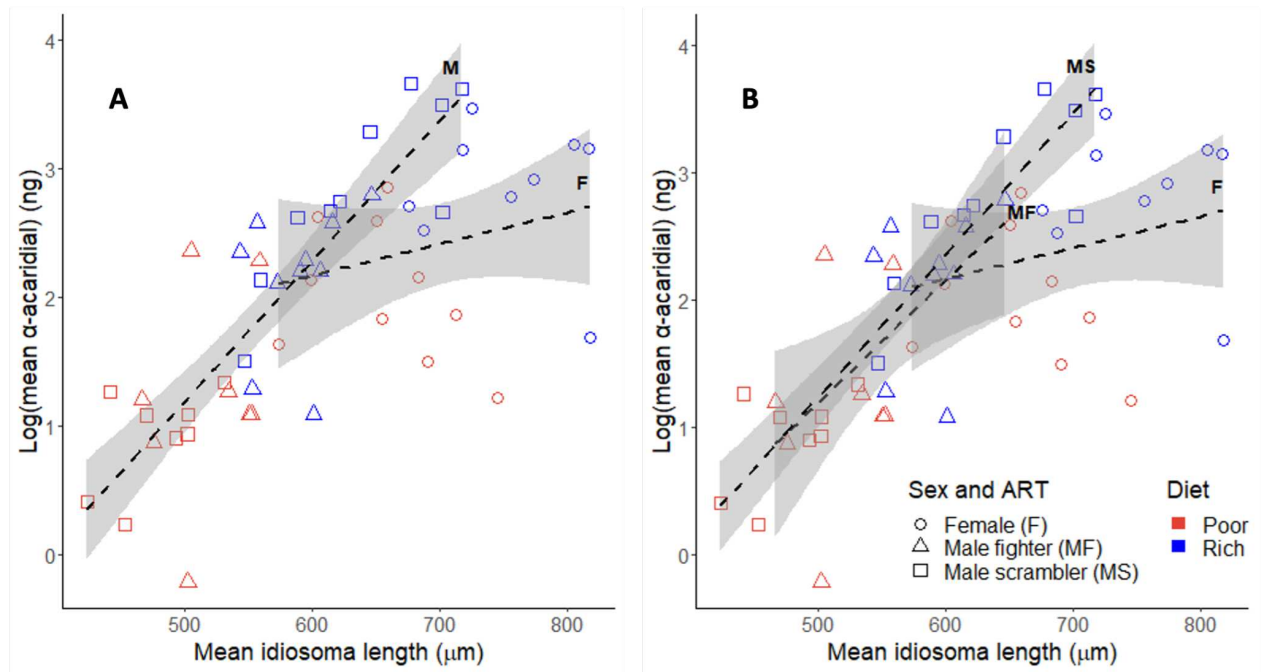 A
B
M
F
MS
MF
F
Log(mean α-acaridial) (ng)
4
3
2
1
0
500 600 700 800
Mean idiosoma length (μm)
Log(mean α-acaridial) (ng)
4
3
2
1
0
500 600 700 800
Mean idiosoma length (μm)
Sex and ART
Female (F)
Male fighter (MF)
Male scrambler (MS)
Diet
Poor
Rich